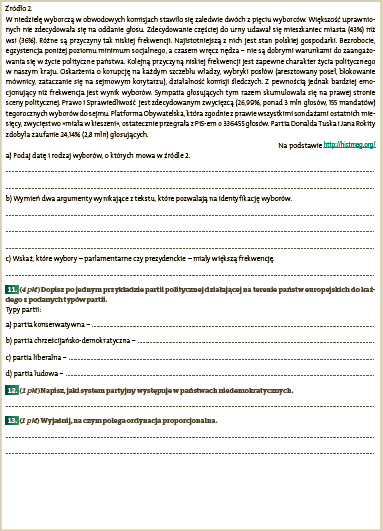 Źródło 2.
W niedzielę wyborczą w obwodowych komisjach stawiło się zaledwie dwóch z pięciu wyborców. Większość uprawnio-
nych nie zdecydowała się na oddanie głosu. Zdecydowanie częściej do urny udawał się mieszkaniec miasta (43%) niż
wsi (36%). Różne są przyczyny tak niskiej frekwencji. Najistotniejszą z nich jest stan polskiej gospodarki. Bezrobocie,
egzystencja poniżej poziomu minimum socjalnego, a czasem wręcz nędza – nie są dobrymi warunkami do zaangażo-
wania się w życie polityczne państwa. Kolejną przyczyną niskiej frekwencji jest zapewne charakter życia politycznego
w naszym kraju. Oskarżenia o korupcję na każdym szczeblu władzy, wybryki posłów (aresztowany poseł, blokowanie
mównicy, zataczanie się na sejmowym korytarzu), działalność komisji śledczych. Z pewnością jednak bardziej emo-
cjonujący niż frekwencja jest wynik wyborów. Sympatia głosujących tym razem skumulowała się na prawej stronie
sceny politycznej. Prawo i Sprawiedliwość jest zdecydowanym zwycięzcą (26,99%, ponad 3 mln głosów, 155 mandatów)
tegorocznych wyborów do sejmu. Platforma Obywatelska, która zgodnie z prawie wszystkimi sondażami ostatnich mie-
sięcy, zwycięstwo «miała w kieszeni», ostatecznie przegrała z PiS-em o 336455 głosów. Partia Donalda Tuska i Jana Rokity
zdobyła zaufanie 24,14% (2,8 mln) głosujących.
Na podstawie http://hismag.org/
a) Podaj datę i rodzaj wyborów, o których mowa w źródle 2.
b) Wymień dwa argumenty wynikające z tekstu, które pozwalają na identyfikację wyborów.
c) Wskaż, które wybory – parlamentarne czy prezydenckie – miały większą frekwencję.
11. (4 pkt) Dopisz po jednym przykładzie partii politycznej działającej na terenie państw europejskich do każ-
dego z podanych typów partii.
Typy partii:
a) partia konserwatywna –
b) partia chrześcijańsko-demokratyczna –
c) partia liberalna –
d) partia ludowa –
12. (1 pkt) Napisz, jaki system partyjny występuje w państwach niedemokratycznych.
13. (1 pkt) Wyjaśnij, na czym polega ordynacja proporcjonalna.